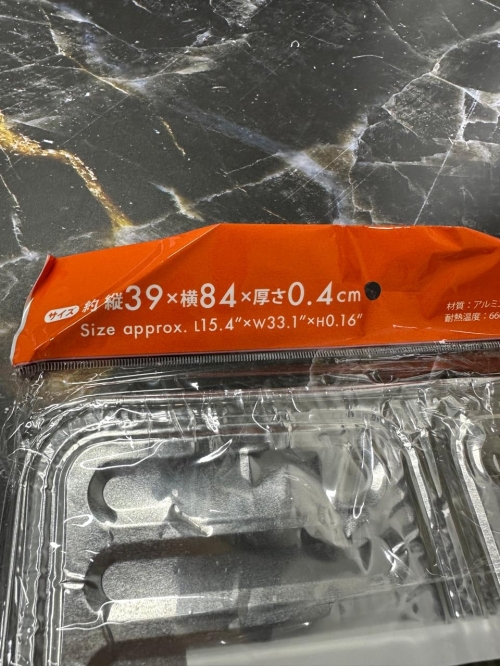 サイズ 約 縦39×横84×厚さ0.4cm
Size approx. L15.4"×W33.1"×H0.16"
材質：アルミ
耐熱温度：66